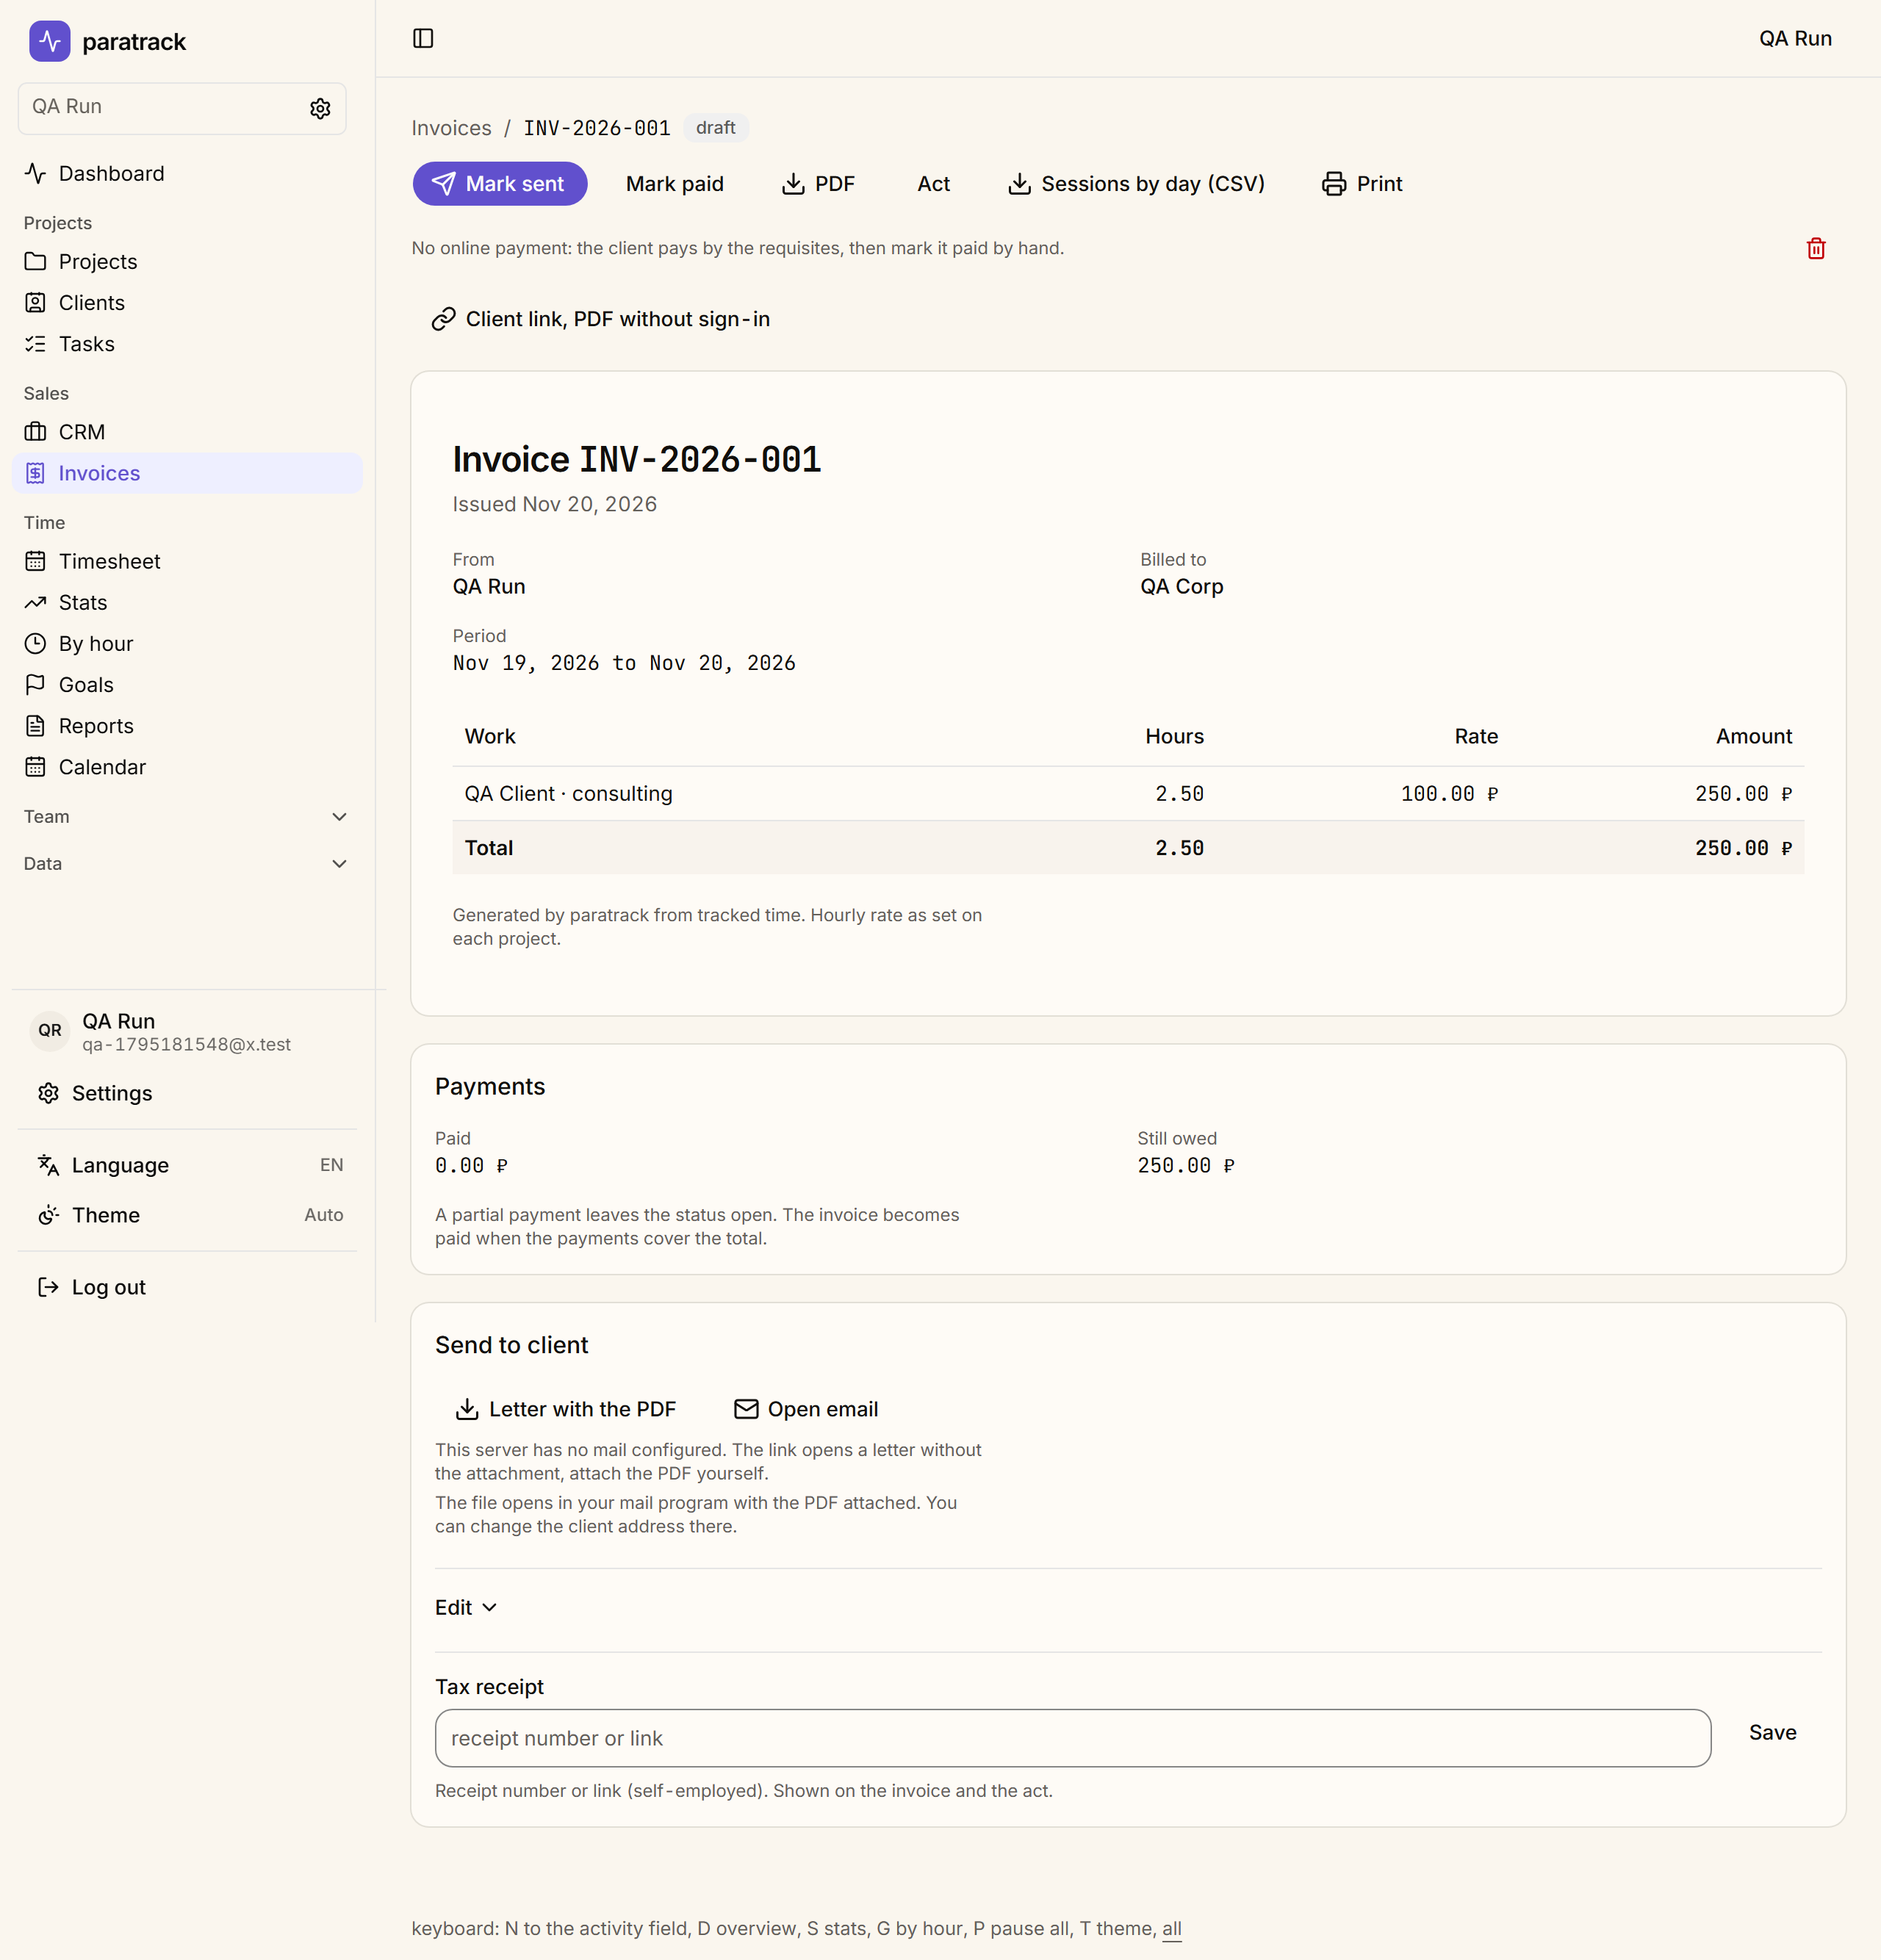 paratrack
QA Run
QA Run
Dashboard
Projects
Projects
Clients
Tasks
Sales
CRM
Invoices
Time
Timesheet
Stats
By hour
Goals
Reports
Calendar
Team
Data
QR
QA Run
qa-1795181548@x.test
Settings
Language EN
Theme Auto
Log out
Invoices / INV-2026-001 draft
Mark sent Mark paid PDF Act Sessions by day (CSV) Print
No online payment: the client pays by the requisites, then mark it paid by hand.
Client link, PDF without sign-in
Invoice INV-2026-001
Issued Nov 20, 2026
From Billed to
QA Run QA Corp
Period
Nov 19, 2026 to Nov 20, 2026
Work Hours Rate Amount
QA Client · consulting 2.50 100.00 ₽ 250.00 ₽
Total 2.50 250.00 ₽
Generated by paratrack from tracked time. Hourly rate as set on
each project.
Payments
Paid Still owed
0.00 ₽ 250.00 ₽
A partial payment leaves the status open. The invoice becomes
paid when the payments cover the total.
Send to client
Letter with the PDF Open email
This server has no mail configured. The link opens a letter without
the attachment, attach the PDF yourself.
The file opens in your mail program with the PDF attached. You
can change the client address there.
Edit
Tax receipt
receipt number or link Save
Receipt number or link (self-employed). Shown on the invoice and the act.
keyboard: N to the activity field, D overview, S stats, G by hour, P pause all, T theme, all